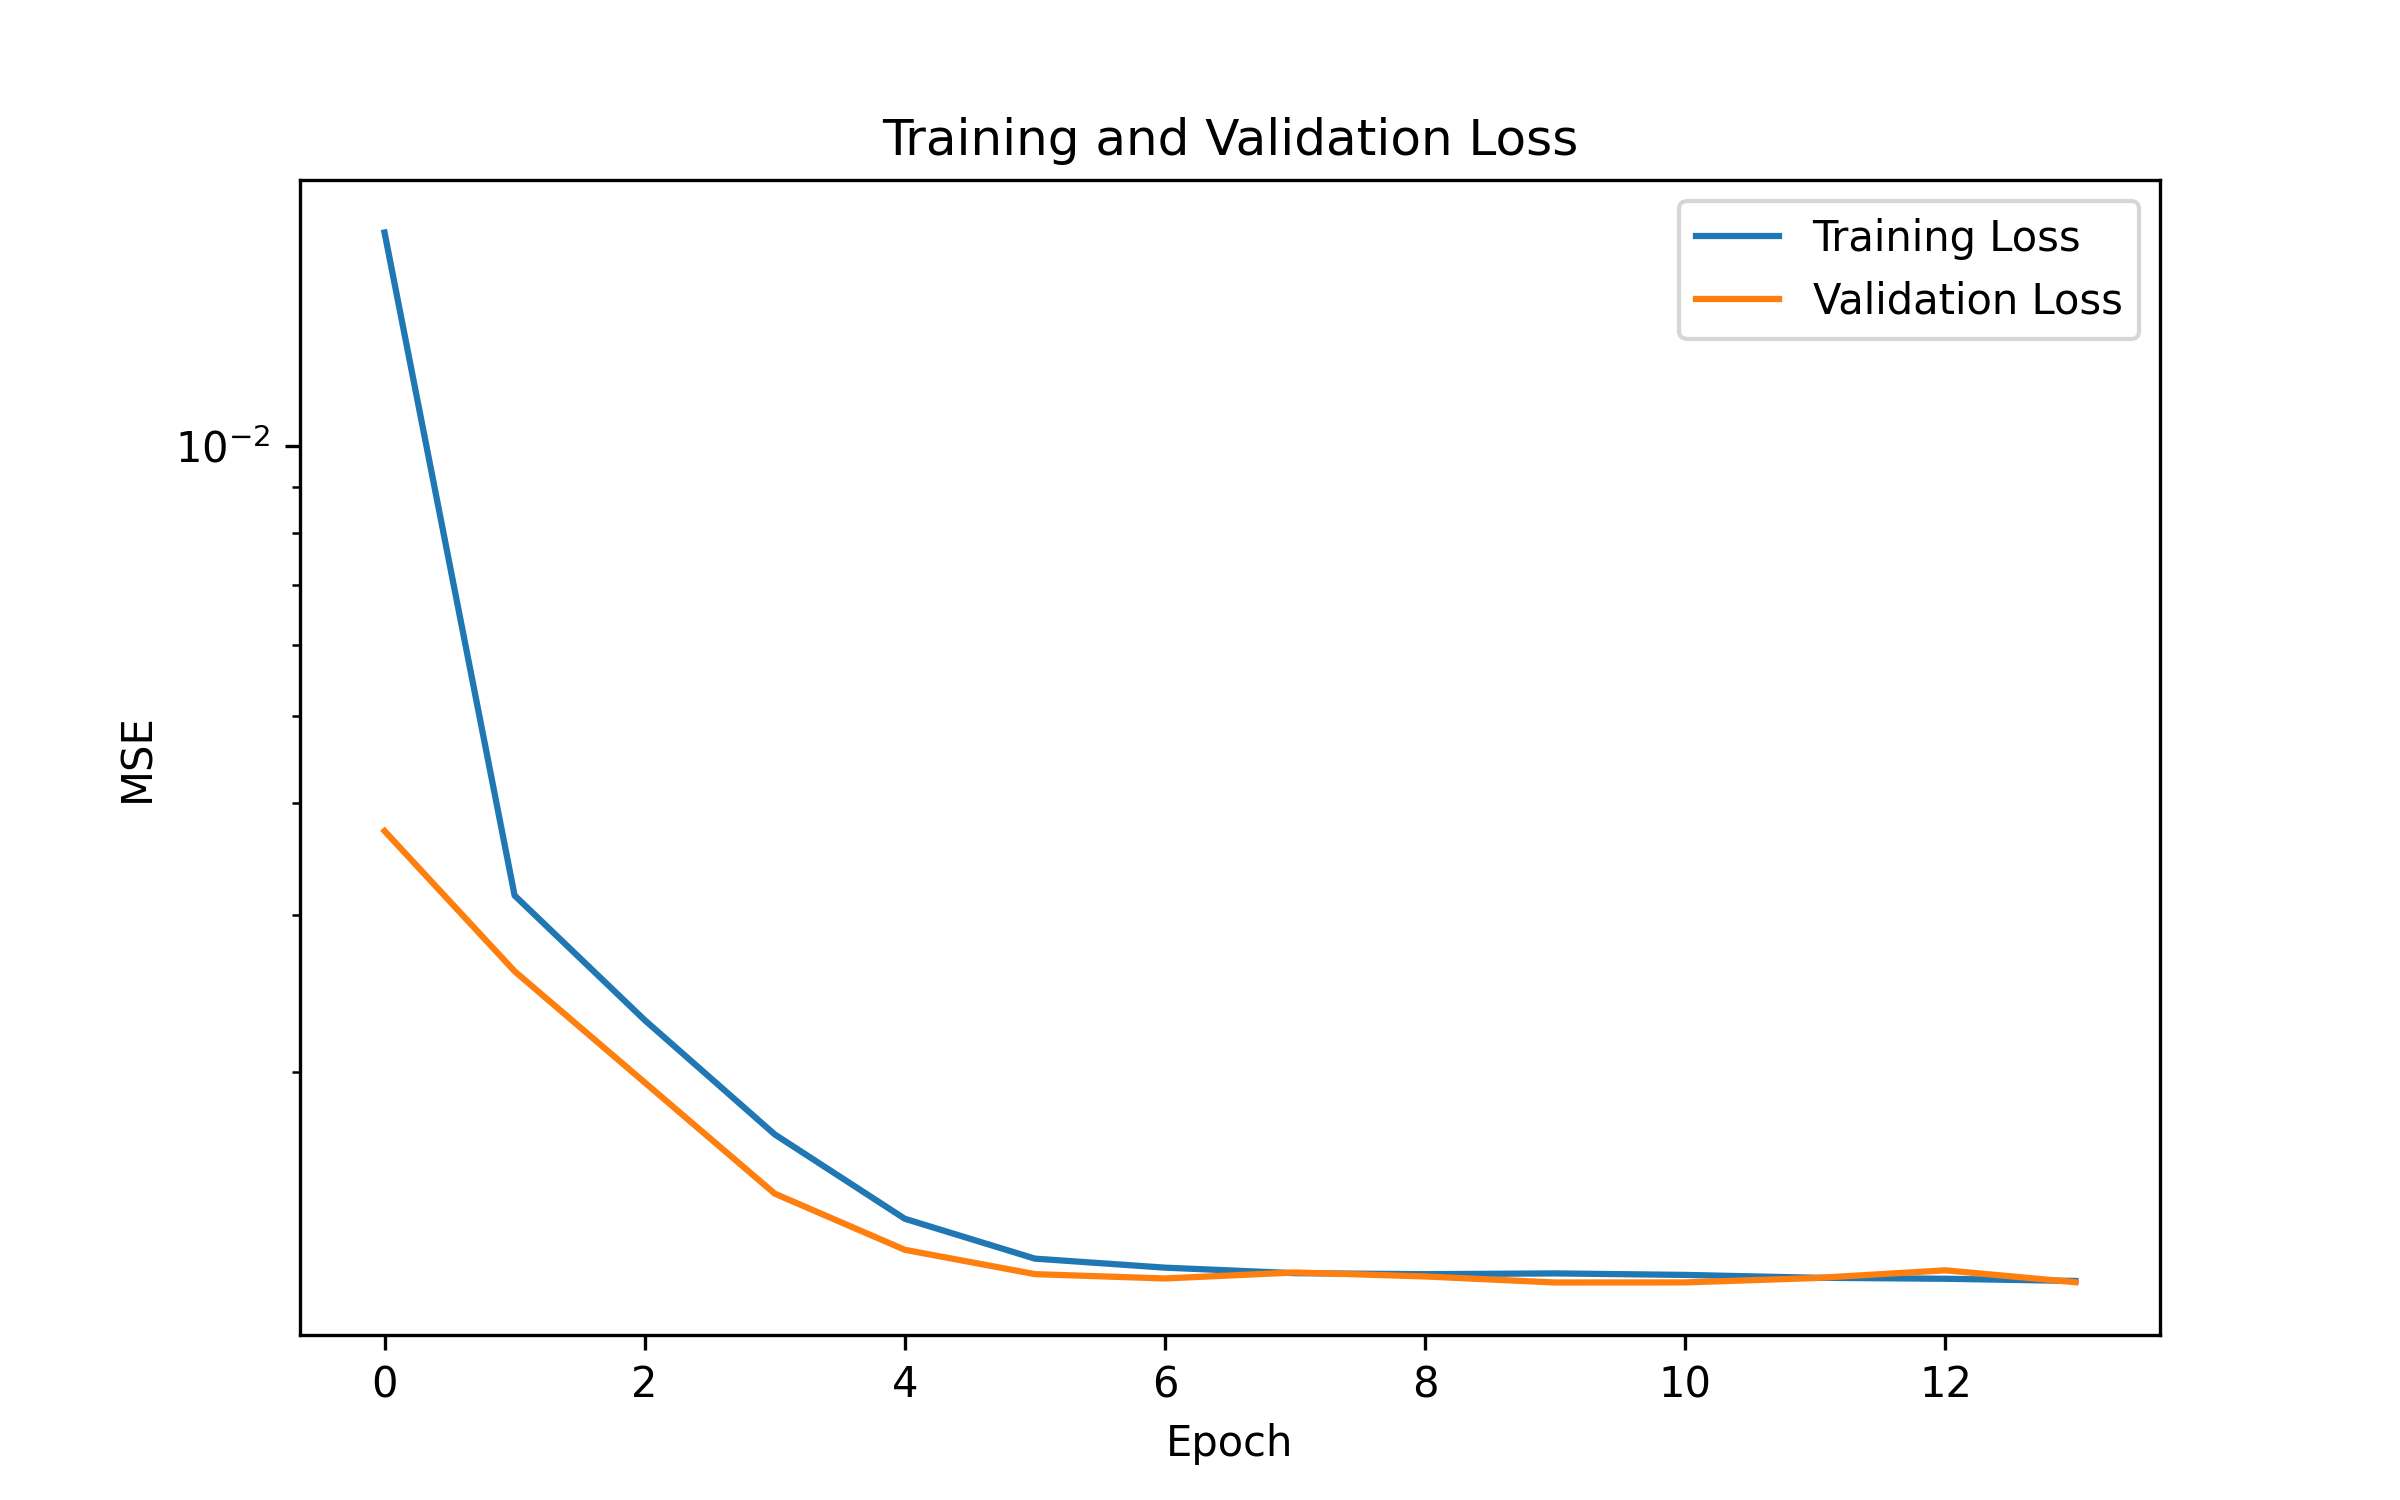 Training and Validation Loss
Training Loss
Validation Loss
10⁻²
MSE
0 2 4 6 8 10 12
Epoch